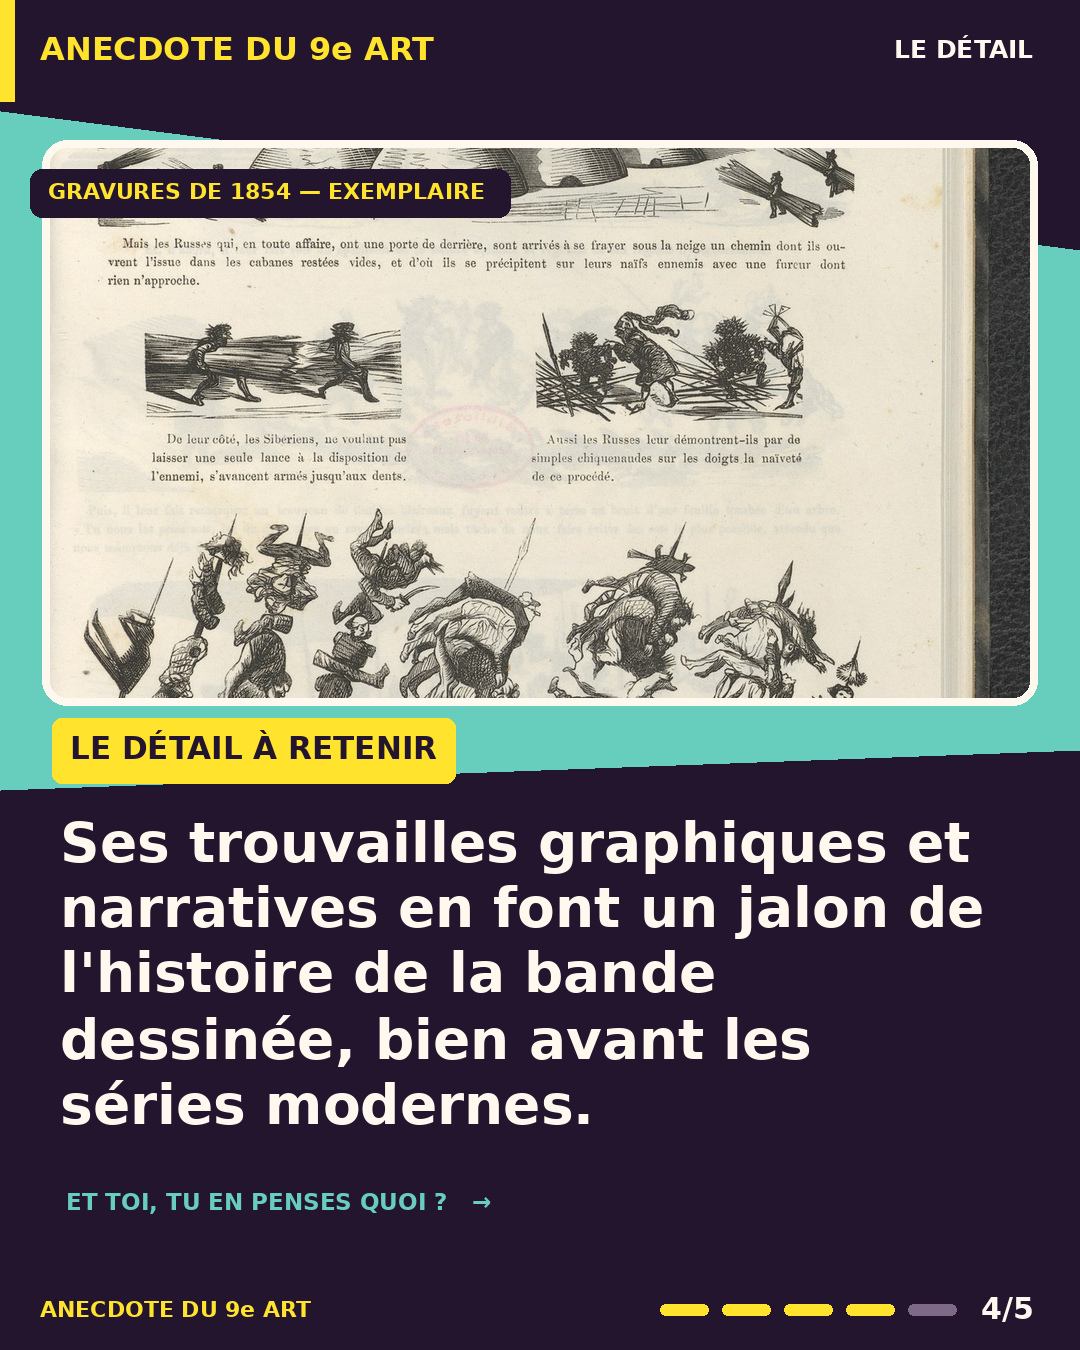 ANECDOTE DU 9e ART
LE DÉTAIL
GRAVURES DE 1854 — EXEMPLAIRE
Mais les Russes qui, en toute affaire, ont une porte de derrière, sont arrivés à se frayer sous la neige un chemin dont ils ou-
vrent l'issue dans les cabanes restées vides, et d'où ils se précipitent sur leurs naïfs ennemis avec une fureur dont
rien n'approche.
De leur côté, les Sibériens, ne voulant pas
laisser une seule lance à la disposition de
l'ennemi, s'avancent armés jusqu'aux dents.
Aussi les Russes leur démontrent-ils par de
simples chiquenaudes sur les doigts la naïveté
de ce procédé.
LE DÉTAIL À RETENIR
Ses trouvailles graphiques et
narratives en font un jalon de
l'histoire de la bande
dessinée, bien avant les
séries modernes.
ET TOI, TU EN PENSES QUOI ? →
ANECDOTE DU 9e ART
4/5